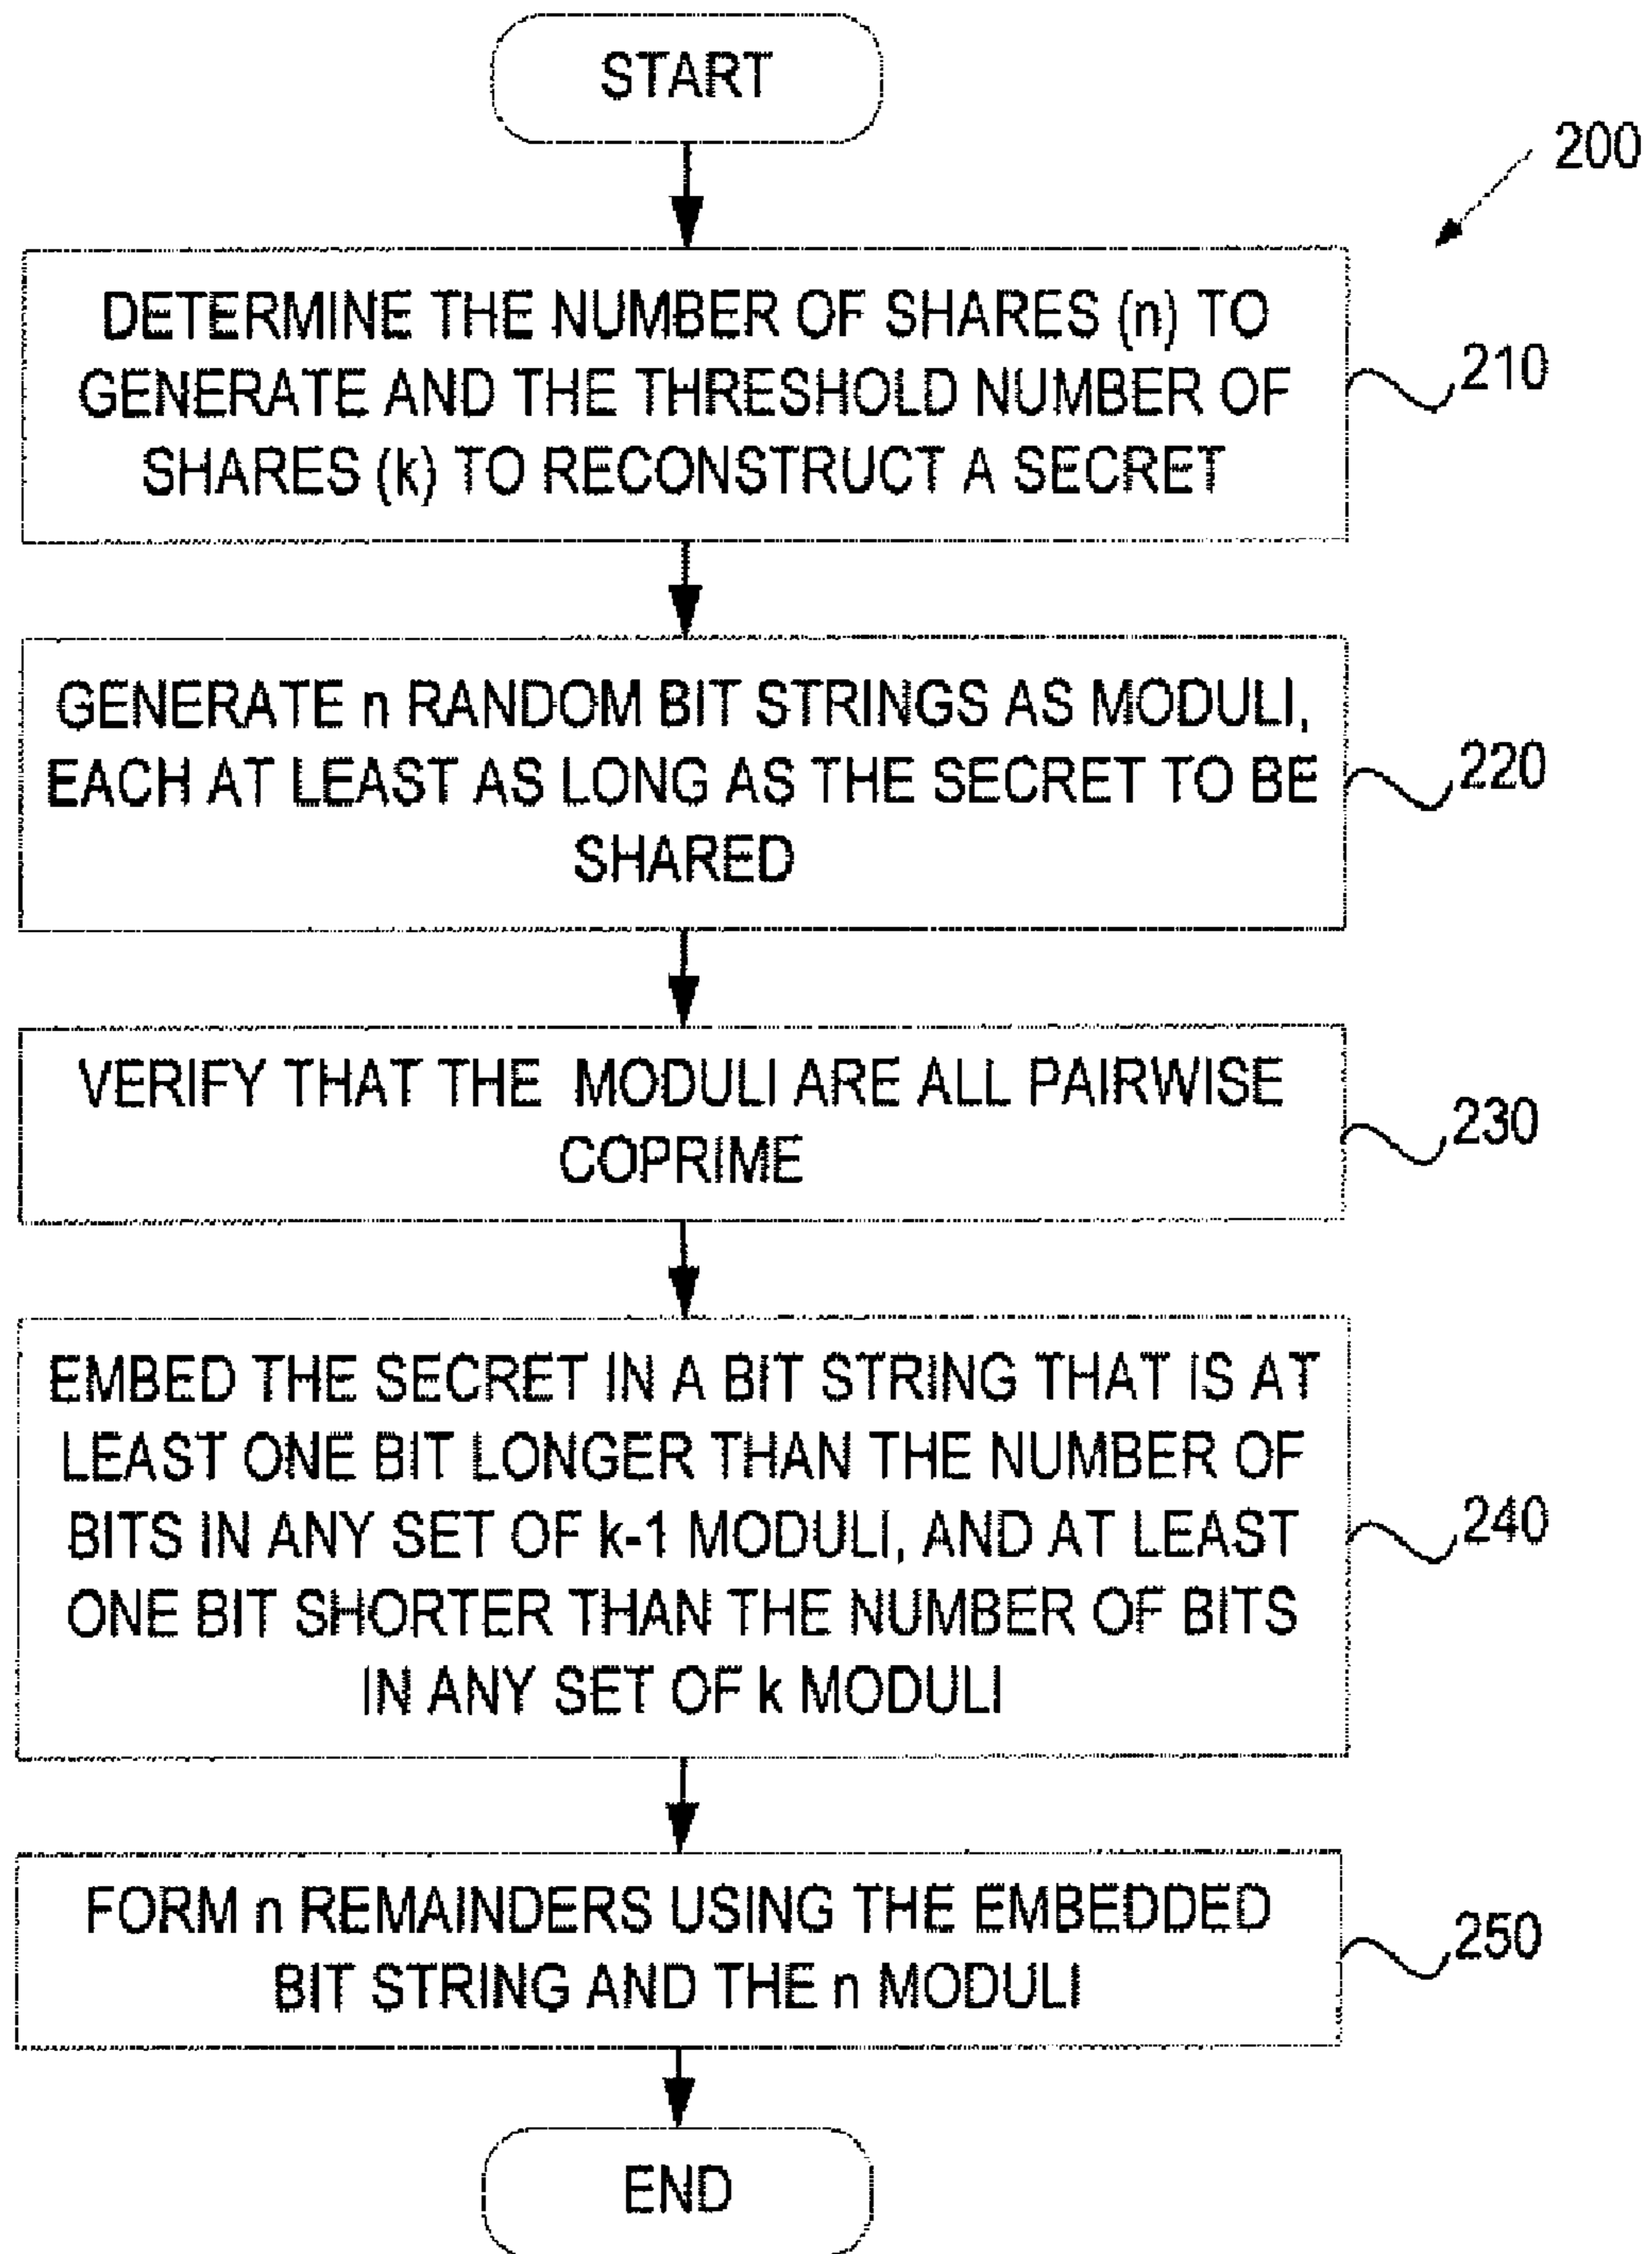 START
200
DETERMINE THE NUMBER OF SHARES (n) TO
GENERATE AND THE THRESHOLD NUMBER OF
SHARES (k) TO RECONSTRUCT A SECRET
210
GENERATE n RANDOM BIT STRINGS AS MODULI,
EACH AT LEAST AS LONG AS THE SECRET TO BE
SHARED
220
VERIFY THAT THE MODULI ARE ALL PAIRWISE
COPRIME
230
EMBED THE SECRET IN A BIT STRING THAT IS AT
LEAST ONE BIT LONGER THAN THE NUMBER OF
BITS IN ANY SET OF k-1 MODULI, AND AT LEAST
ONE BIT SHORTER THAN THE NUMBER OF BITS
IN ANY SET OF k MODULI
240
FORM n REMAINDERS USING THE EMBEDDED
BIT STRING AND THE n MODULI
250
END